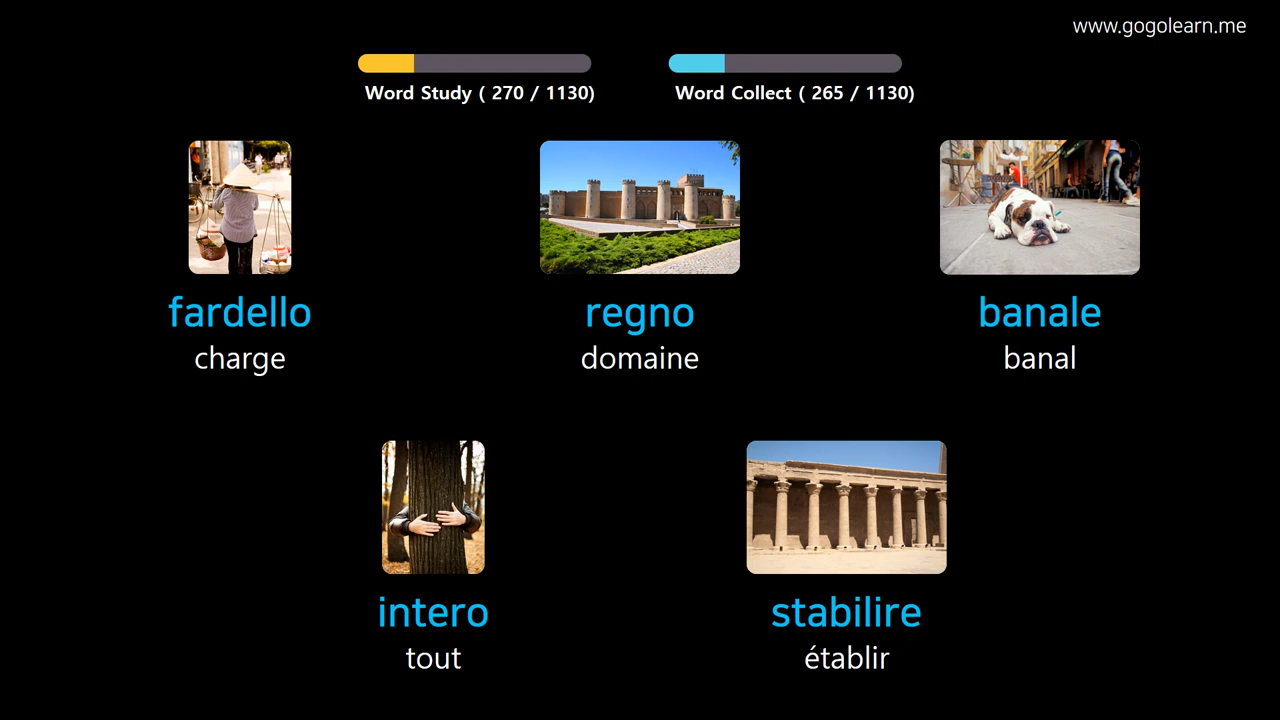 www.gogolearn.me
Word Study ( 270 / 1130)
Word Collect ( 265 / 1130)
fardello
charge
regno
domaine
banale
banal
intero
tout
stabilire
établir